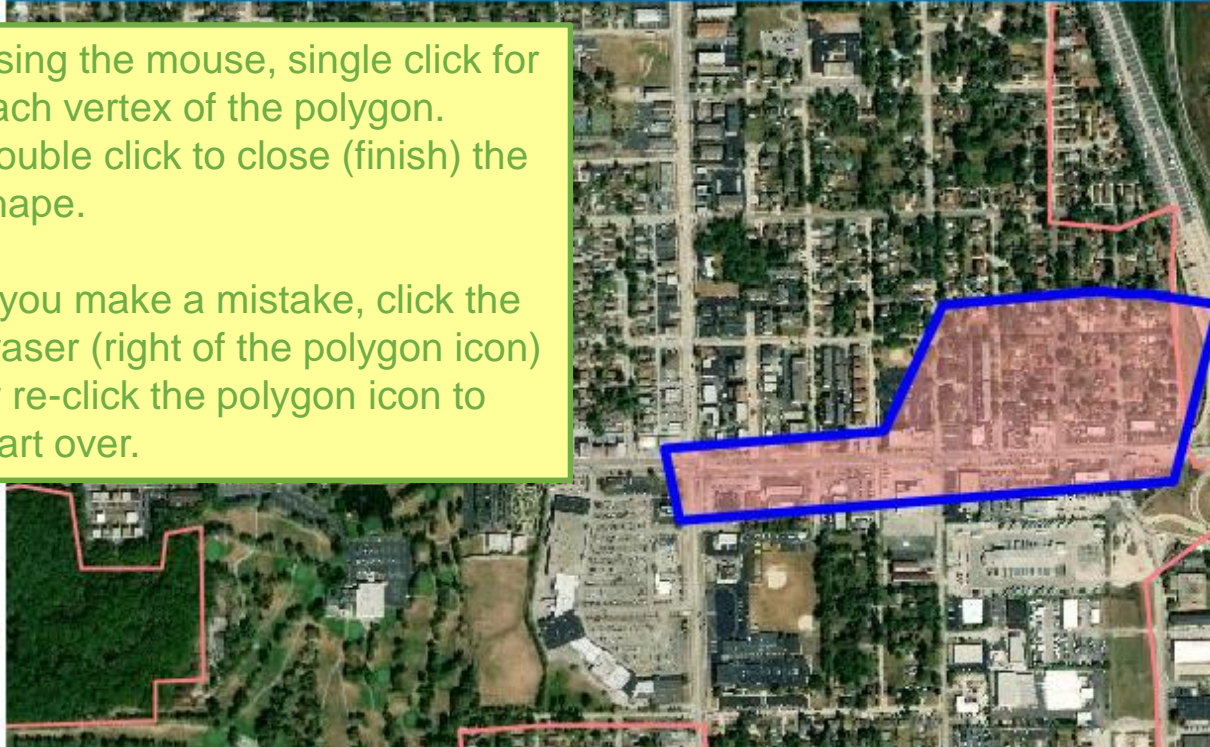 sing the mouse, single click for
ach vertex of the polygon.
ouble click to close (finish) the
hape.
you make a mistake, click the
raser (right of the polygon icon)
re-click the polygon icon to
art over.